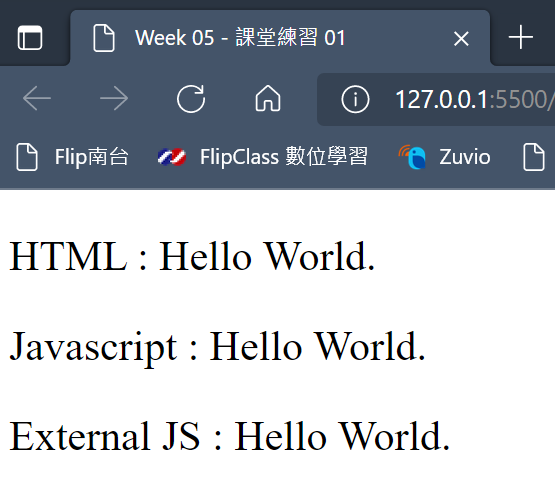 Week 05 - 課堂練習 01
127.0.0.1:5500/
Flip南台 FlipClass 數位學習 Zuvio
HTML : Hello World.
Javascript : Hello World.
External JS : Hello World.